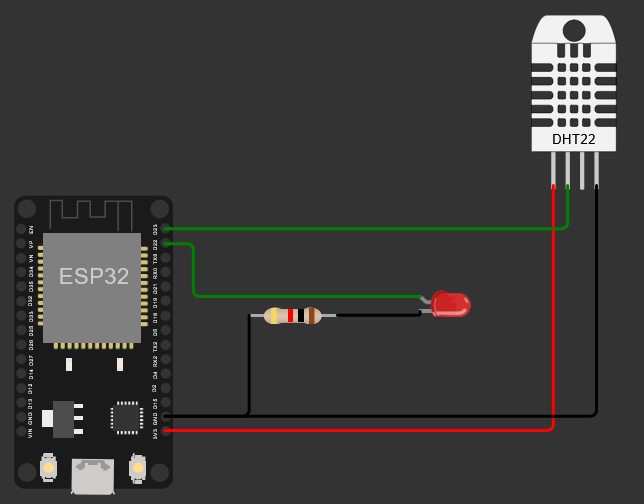 DHT22
ESP32
EN
VP
VN
D34
D35
D32
D33
D25
D26
D27
D14
D12
D13
GND
VIN
D23
D22
TX0
RX0
D21
D19
D18
D5
TX2
RX2
D4
D2
D15
GND
3V3